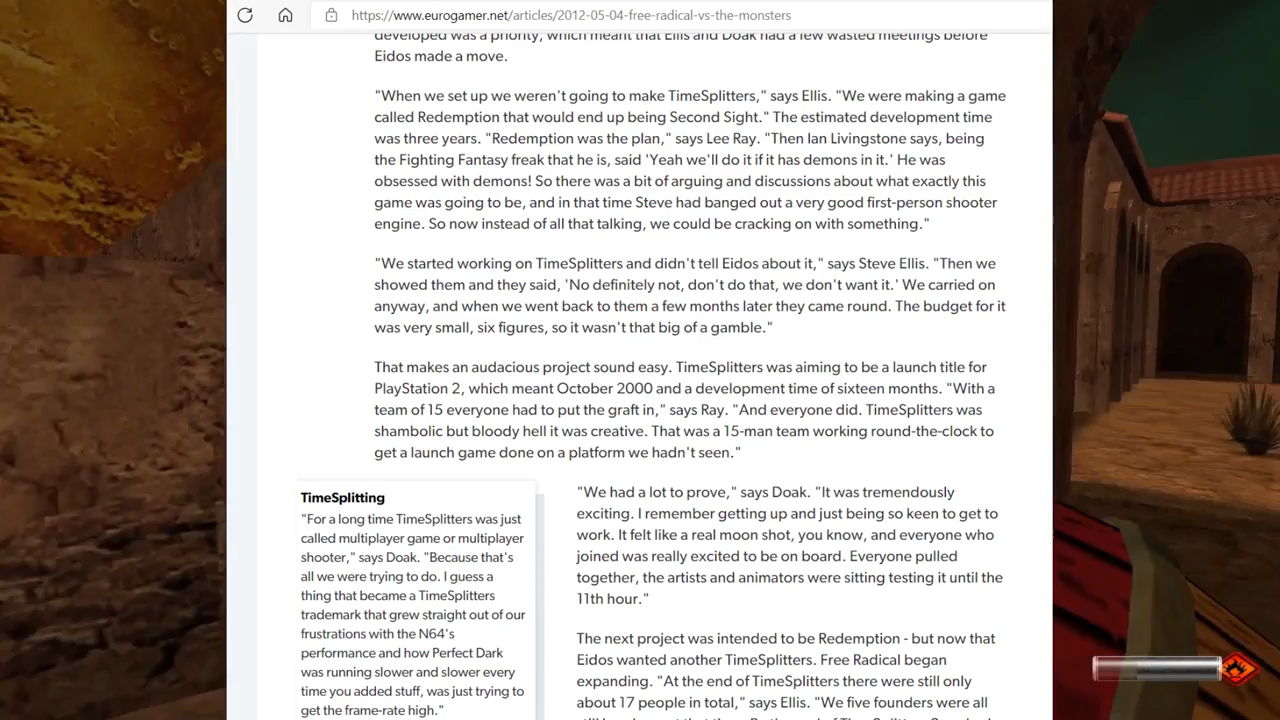 https://www.eurogamer.net/articles/2012-05-04-free-radical-vs-the-monsters
developed was a priority, which meant that Ellis and Doak had a few wasted meetings before
Eidos made a move.
"When we set up we weren't going to make TimeSplitters," says Ellis. "We were making a game
called Redemption that would end up being Second Sight." The estimated development time
was three years. "Redemption was the plan," says Lee Ray. "Then Ian Livingstone says, being
the Fighting Fantasy freak that he is, said 'Yeah we'll do it if it has demons in it.' He was
obsessed with demons! So there was a bit of arguing and discussions about what exactly this
game was going to be, and in that time Steve had banged out a very good first-person shooter
engine. So now instead of all that talking, we could be cracking on with something."
"We started working on TimeSplitters and didn't tell Eidos about it," says Steve Ellis. "Then we
showed them and they said, 'No definitely not, don't do that, we don't want it.' We carried on
anyway, and when we went back to them a few months later they came round. The budget for it
was very small, six figures, so it wasn't that big of a gamble."
That makes an audacious project sound easy. TimeSplitters was aiming to be a launch title for
PlayStation 2, which meant October 2000 and a development time of sixteen months. "With a
team of 15 everyone had to put the graft in," says Ray. "And everyone did. TimeSplitters was
shambolic but bloody hell it was creative. That was a 15-man team working round-the-clock to
get a launch game done on a platform we hadn't seen."
TimeSplitting
"For a long time TimeSplitters was just
called multiplayer game or multiplayer
shooter," says Doak. "Because that's
all we were trying to do. I guess a
thing that became a TimeSplitters
trademark that grew straight out of our
frustrations with the N64's
performance and how Perfect Dark
was running slower and slower every
time you added stuff, was just trying to
get the frame-rate high."
"We had a lot to prove," says Doak. "It was tremendously
exciting. I remember getting up and just being so keen to get to
work. It felt like a real moon shot, you know, and everyone who
joined was really excited to be on board. Everyone pulled
together, the artists and animators were sitting testing it until the
11th hour."
The next project was intended to be Redemption - but now that
Eidos wanted another TimeSplitters. Free Radical began
expanding. "At the end of TimeSplitters there were still only
about 17 people in total," says Ellis. "We five founders were all